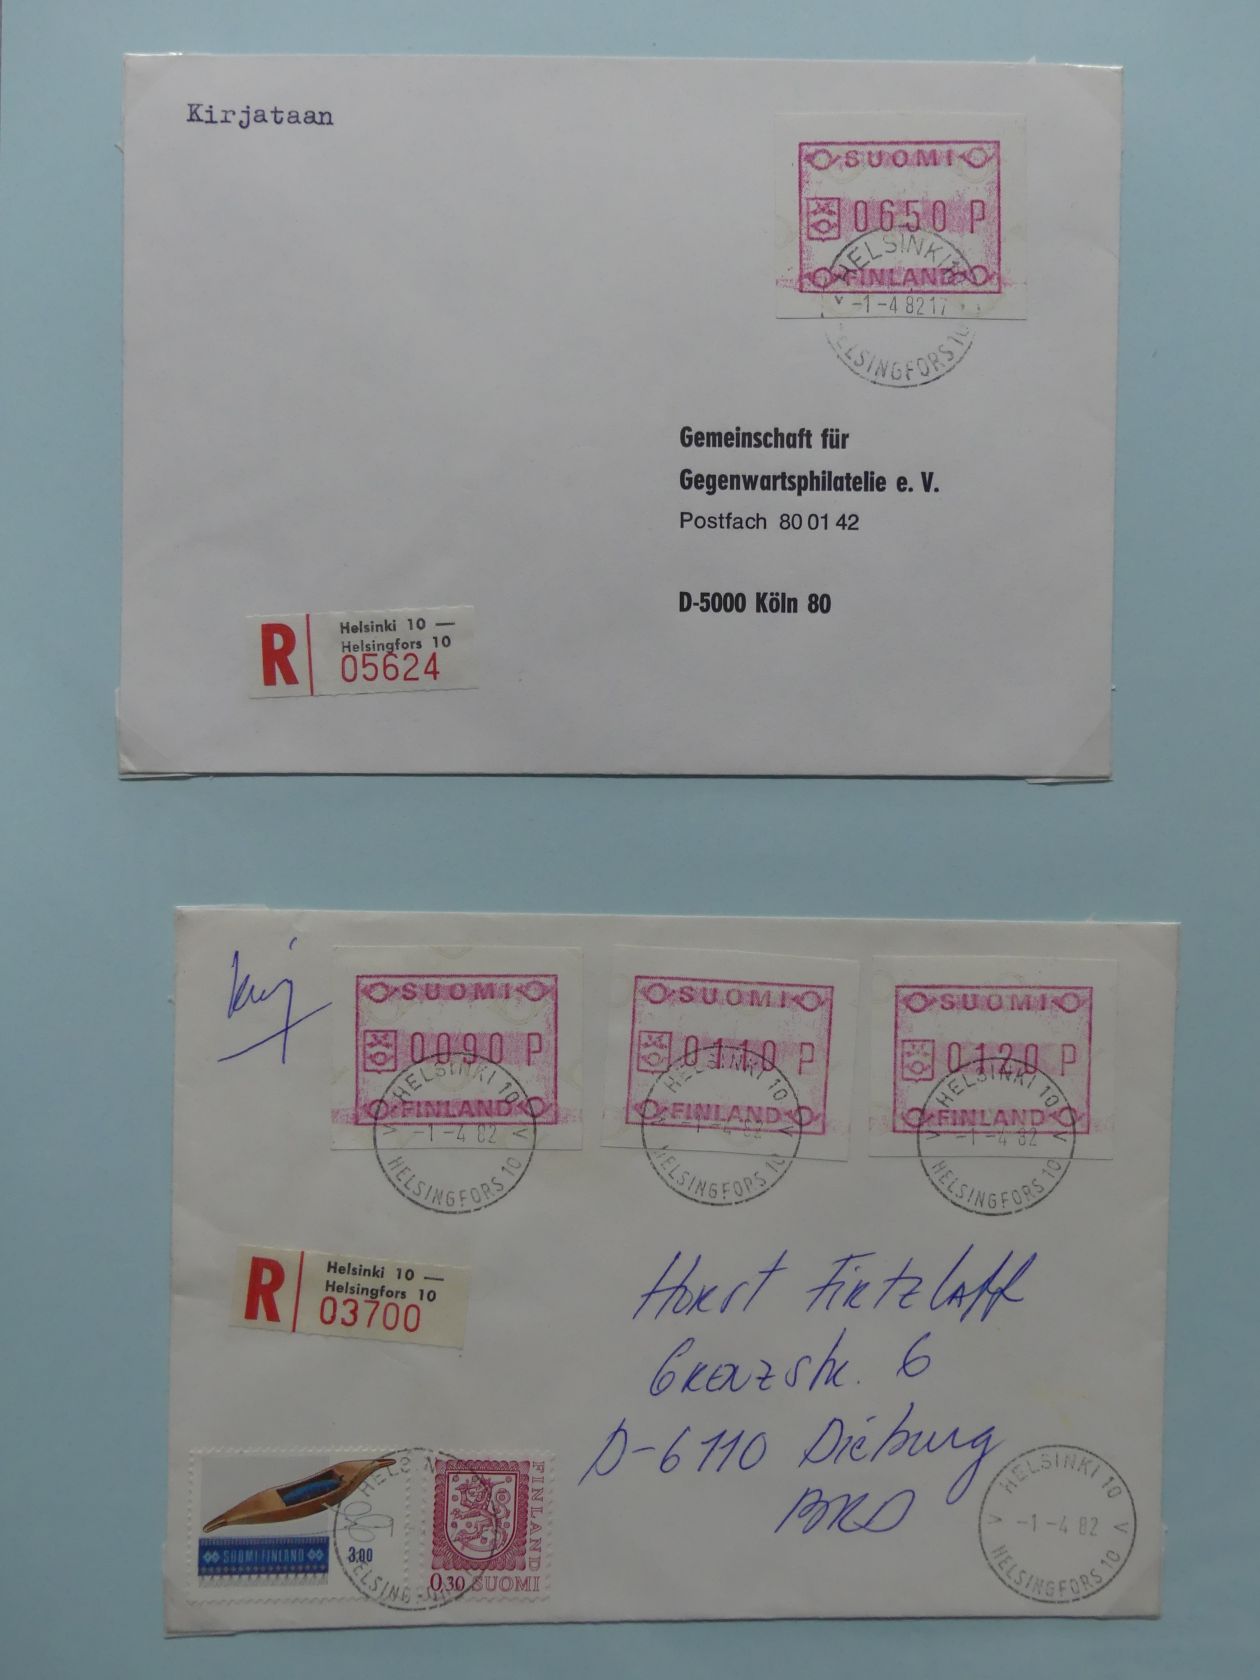 Kirjataan
SUOMI
0650 P
FINLAND
HELSINKI 10
-1-4 82 17
HELSINGFORS 10
Gemeinschaft für
Gegenwartsphilatelie e. V.
Postfach 80 01 42
D-5000 Köln 80
R
Helsinki 10 —
Helsingfors 10
05624
SUOMI
0090 P
FINLAND
HELSINKI 10
V -1-4 82 V
HELSINGFORS 10
SUOMI
0110 P
FINLAND
HELSINKI 10
V -1-4 82 V
HELSINGFORS 10
SUOMI
0120 P
FINLAND
HELSINKI 10
V -1-4 82 V
HELSINGFORS 10
R
Helsinki 10 —
Helsingfors 10
03700
Horst Fietzlaff
Grenzstr. 6
D-6110 Dieburg
BRD
SUOMI FINLAND
3,00
FINLAND
0,30 SUOMI
HELSINKI 10
V -1-4 82 V
HELSINGFORS 10